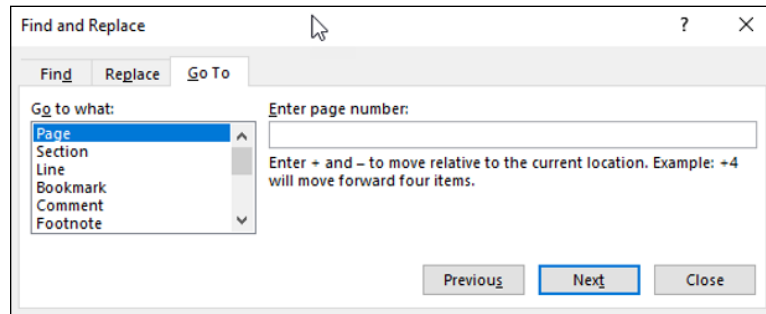 Find and Replace ?
Find Replace Go To
Go to what: Enter page number:
Page
Section
Line
Bookmark
Comment
Footnote
Enter + and – to move relative to the current location. Example: +4
will move forward four items.
Previous Next Close